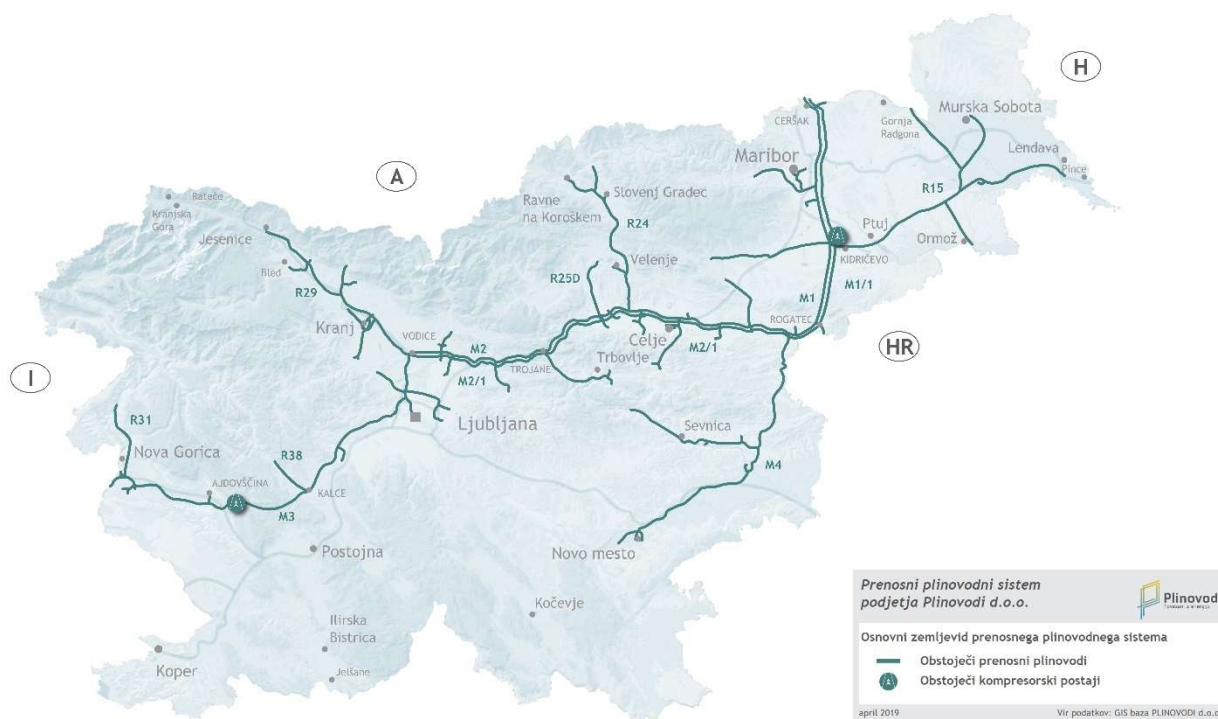 H
Murska Sobota
Gornja
Radgona
CERŠAK
Lendava
Pince
Maribor
A
R15
Rateče
Kranjska
Gora
Ravne
na Koroškem
Slovenj Gradec
R24
Ptuj
Ormož
Jesenice
KIDRIČEVO
Bled
Velenje
R29
R25D
M1
M1/1
Kranj
VODICE
ROGATEC
HR
Celje
M2
M2/1
M2/1
TROJANE
Trbovlje
I
Ljubljana
R31
Sevnica
Nova Gorica
R38
M4
AJDOVŠČINA
KALCE
M3
Postojna
Novo mesto
Kočevje
Ilirska
Bistrica
Koper
Jelšane
Prenosni plinovodni sistem
podjetja Plinovodi d.o.o.
Plinovodi
Osnovni zemljevid prenosnega plinovodnega sistema
Obstoječi prenosni plinovodi
Obstoječi kompresorski postaji
april 2019
Vir podatkov: GIS baza PLINOVODI d.o.o.